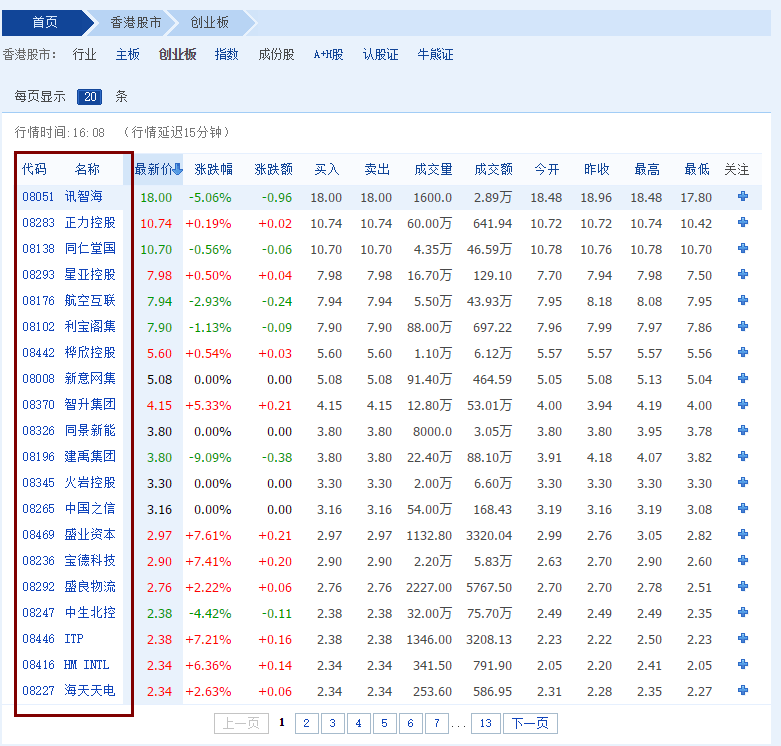 首页 香港股市 创业板
香港股市： 行业 主板 创业板 指数 成份股 A+H股 认股证 牛熊证
每页显示 20 条
行情时间: 16: 08 （行情延迟15分钟）
代码 名称 最新价 涨跌幅 涨跌额 买入 卖出 成交量 成交额 今开 昨收 最高 最低 关注
08051 讯智海 18.00 -5.06% -0.96 18.00 18.00 1600.0 2.89万 18.48 18.96 18.48 17.80
08283 正力控股 10.74 +0.19% +0.02 10.74 10.74 60.00万 641.94 10.72 10.72 10.74 10.42
08138 同仁堂国 10.70 -0.56% -0.06 10.70 10.70 4.35万 46.59万 10.78 10.76 10.78 10.70
08293 星亚控股 7.98 +0.50% +0.04 7.98 7.98 16.70万 129.10 7.70 7.94 7.98 7.50
08176 航空互联 7.94 -2.93% -0.24 7.94 7.94 5.50万 43.93万 7.95 8.18 8.08 7.95
08102 利宝阁集 7.90 -1.13% -0.09 7.90 7.90 88.00万 697.22 7.96 7.99 7.97 7.86
08442 桦欣控股 5.60 +0.54% +0.03 5.60 5.60 1.10万 6.12万 5.57 5.57 5.57 5.56
08008 新意网集 5.08 0.00% 0.00 5.08 5.08 91.40万 464.59 5.05 5.08 5.13 5.04
08370 智升集团 4.15 +5.33% +0.21 4.15 4.15 12.80万 53.01万 4.00 3.94 4.19 4.00
08326 同景新能 3.80 0.00% 0.00 3.80 3.80 8000.0 3.05万 3.80 3.80 3.95 3.78
08196 建禹集团 3.80 -9.09% -0.38 3.80 3.80 22.40万 88.10万 3.91 4.18 4.07 3.82
08345 火岩控股 3.30 0.00% 0.00 3.30 3.30 2.00万 6.60万 3.30 3.30 3.30 3.30
08265 中国之信 3.16 0.00% 0.00 3.16 3.16 54.00万 168.43 3.19 3.16 3.19 3.08
08469 盛业资本 2.97 +7.61% +0.21 2.97 2.97 1132.80 3320.04 2.99 2.76 3.05 2.82
08236 宝德科技 2.90 +7.41% +0.20 2.90 2.90 2.20万 5.83万 2.63 2.70 2.90 2.60
08292 盛良物流 2.76 +2.22% +0.06 2.76 2.76 2227.00 5767.50 2.70 2.70 2.78 2.51
08247 中生北控 2.38 -4.42% -0.11 2.38 2.38 32.00万 75.70万 2.49 2.49 2.49 2.35
08446 ITP 2.38 +7.21% +0.16 2.38 2.38 1346.00 3208.13 2.23 2.22 2.50 2.23
08416 HM INTL 2.34 +6.36% +0.14 2.34 2.34 341.50 791.90 2.05 2.20 2.41 2.05
08227 海天天电 2.34 +2.63% +0.06 2.34 2.34 253.60 586.95 2.31 2.28 2.35 2.27
上一页 1 2 3 4 5 6 7 ... 13 下一页